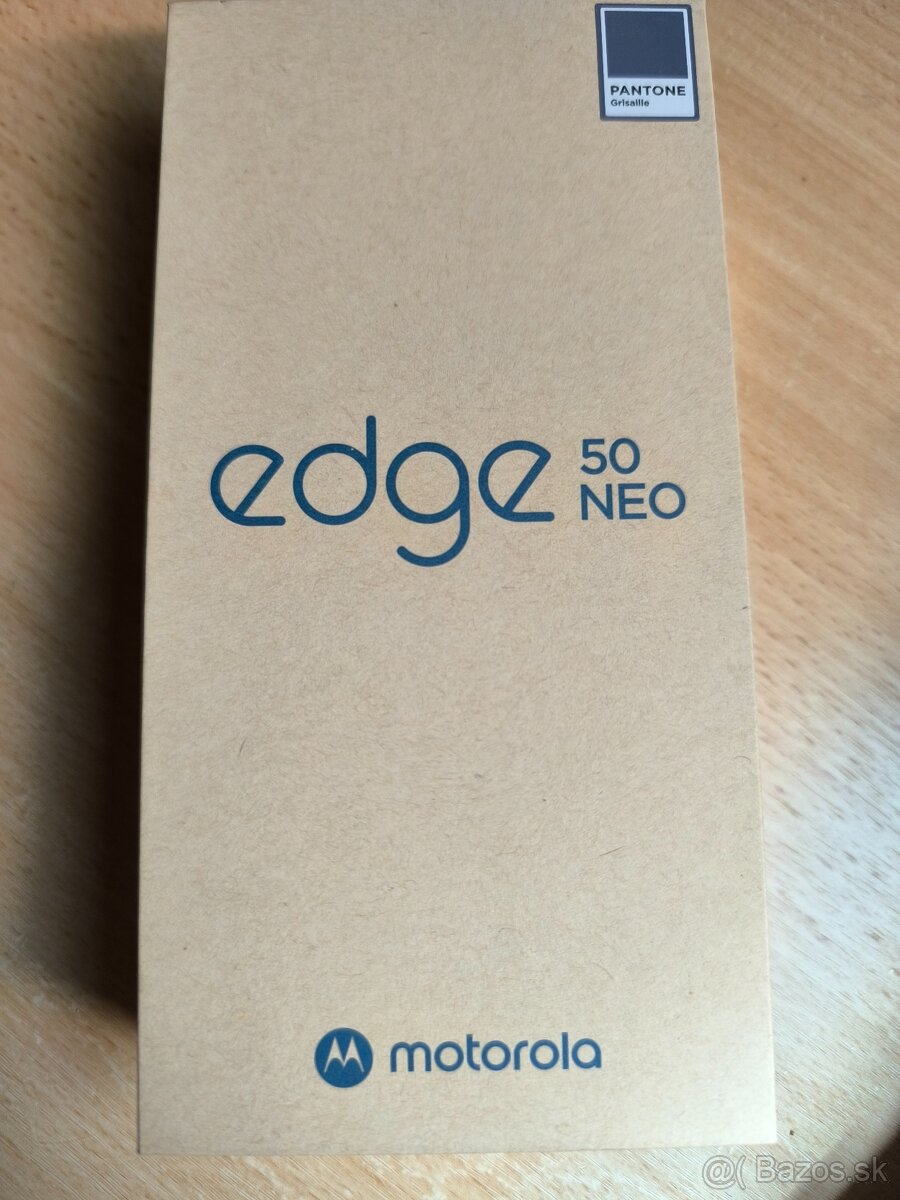 PANTONE
Grisaille
edge 50
NEO
motorola
@( Bazos.sk